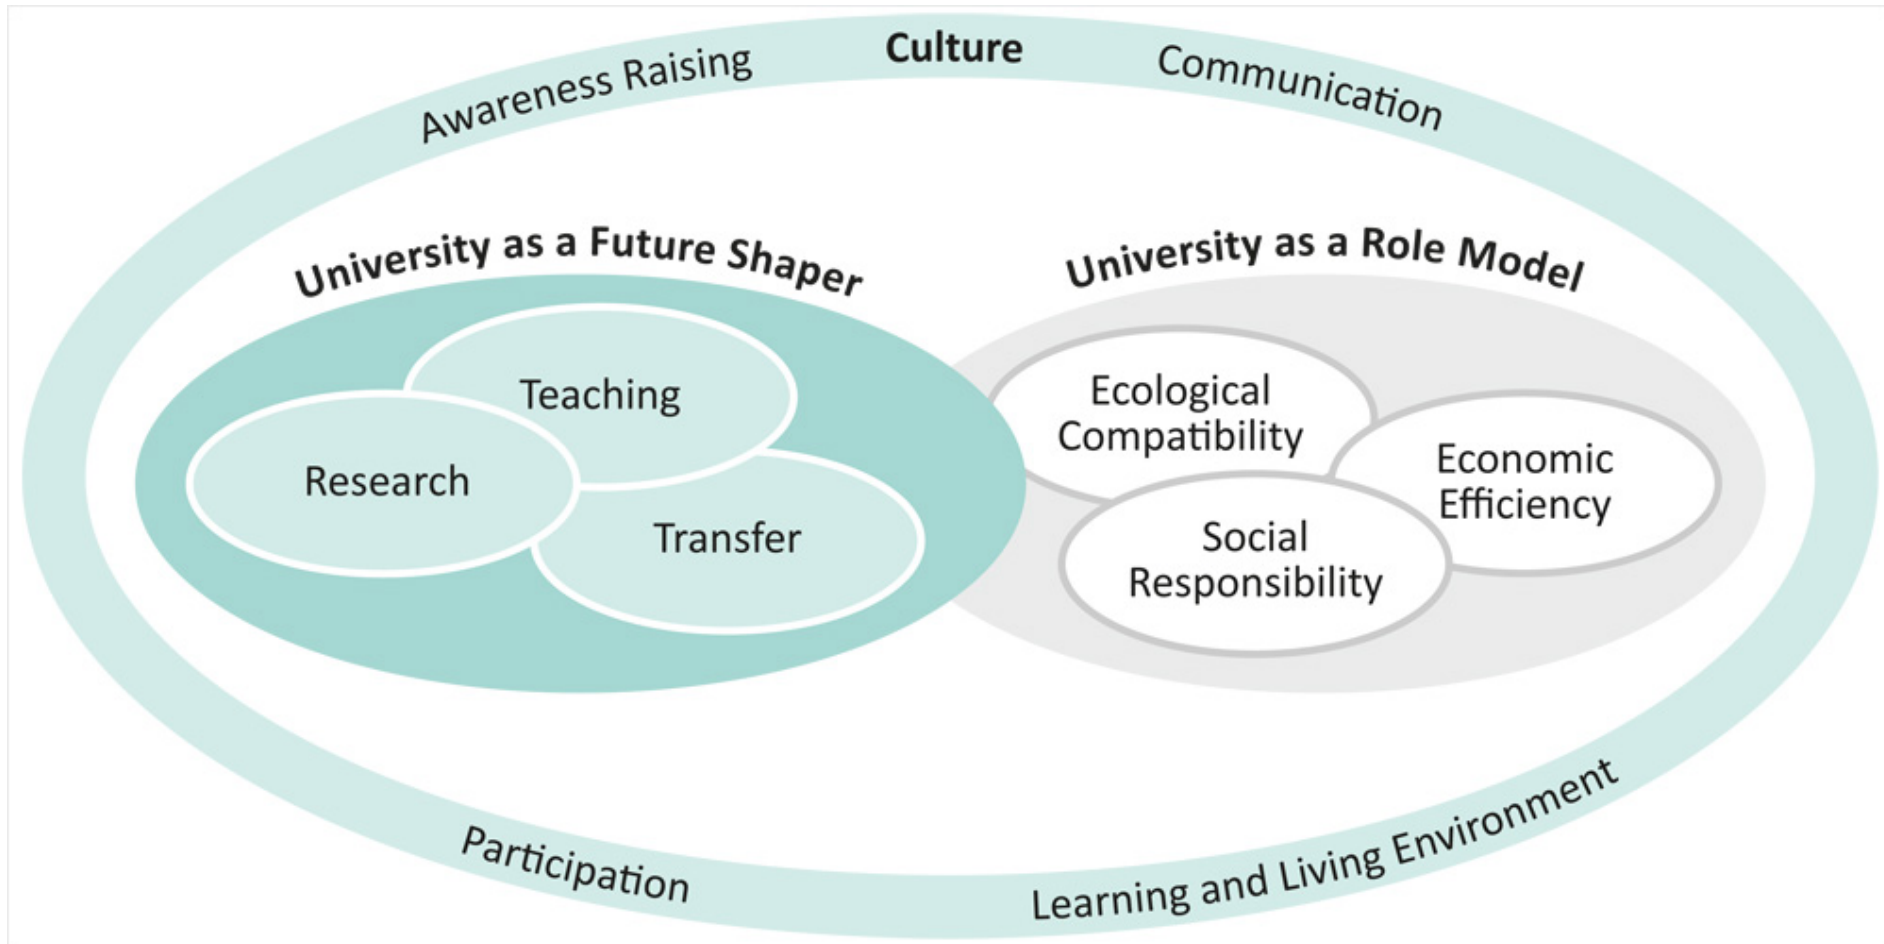 Culture
Awareness Raising
Communication
University as a Future Shaper
Teaching
Research
Transfer
University as a Role Model
Ecological
Compatibility
Economic
Efficiency
Social
Responsibility
Participation
Learning and Living Environment